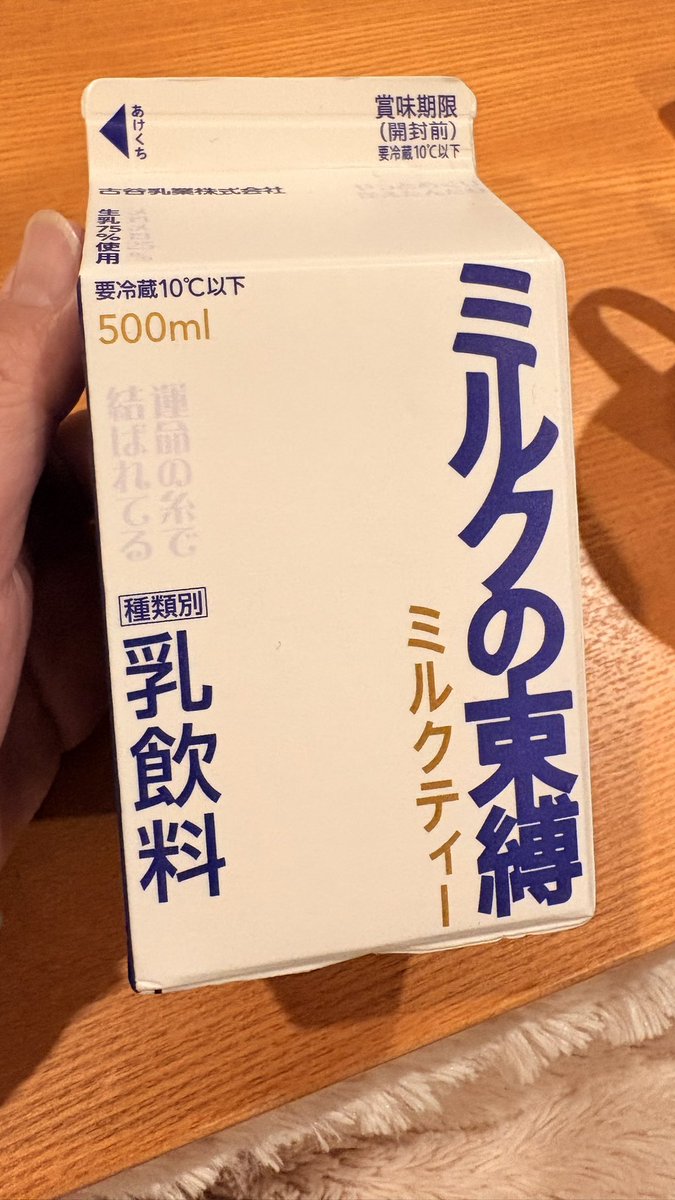 あけくち
賞味期限
(開封前)
要冷蔵10℃以下
古谷乳業株式会社
生乳75%使用
要冷蔵10℃以下
500ml
運命の糸で
結ばれてる
種類別
乳飲料
ミルクの束縛
ミルクティー